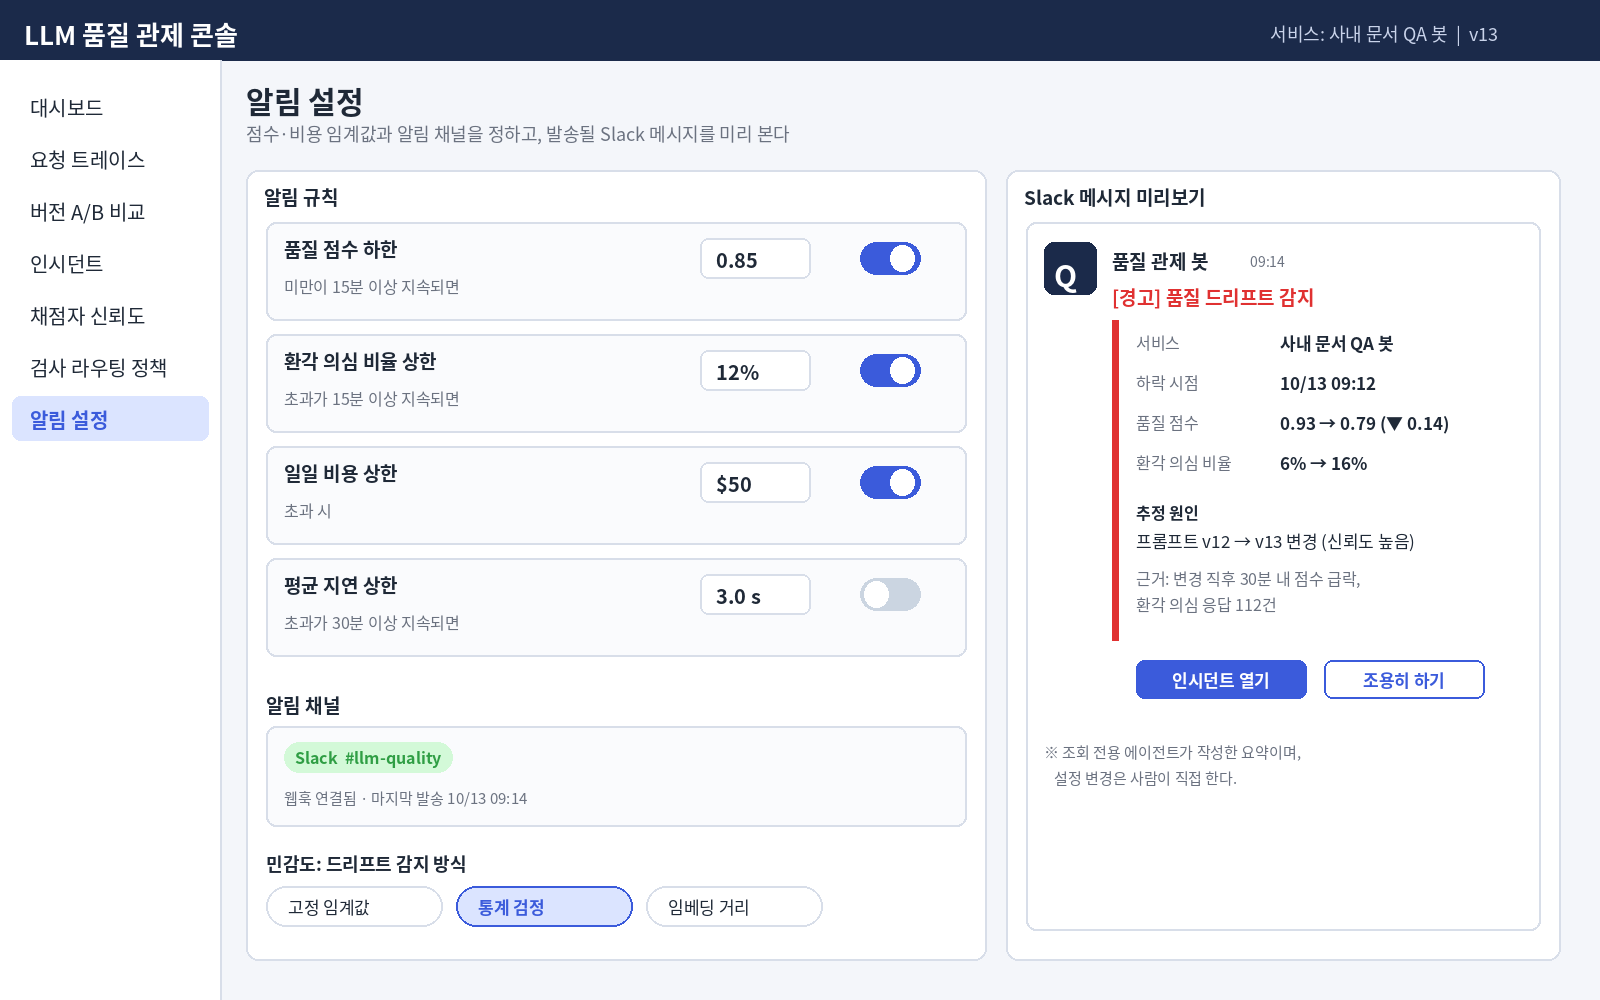 LLM 품질 관제 콘솔
서비스: 사내 문서 QA 봇 | v13
대시보드
요청 트레이스
버전 A/B 비교
인시던트
채점자 신뢰도
검사 라우팅 정책
알림 설정
알림 설정
점수·비용 임계값과 알림 채널을 정하고, 발송될 Slack 메시지를 미리 본다
알림 규칙
품질 점수 하한
0.85
미만이 15분 이상 지속되면
환각 의심 비율 상한
12%
초과가 15분 이상 지속되면
일일 비용 상한
$50
초과 시
평균 지연 상한
3.0 s
초과가 30분 이상 지속되면
알림 채널
Slack #llm-quality
웹훅 연결됨 · 마지막 발송 10/13 09:14
민감도: 드리프트 감지 방식
고정 임계값
통계 검정
임베딩 거리
Slack 메시지 미리보기
Q
품질 관제 봇 09:14
[경고] 품질 드리프트 감지
서비스 사내 문서 QA 봇
하락 시점 10/13 09:12
품질 점수 0.93 → 0.79 (▼ 0.14)
환각 의심 비율 6% → 16%
추정 원인
프롬프트 v12 → v13 변경 (신뢰도 높음)
근거: 변경 직후 30분 내 점수 급락,
환각 의심 응답 112건
인시던트 열기
조용히 하기
※ 조회 전용 에이전트가 작성한 요약이며,
설정 변경은 사람이 직접 한다.